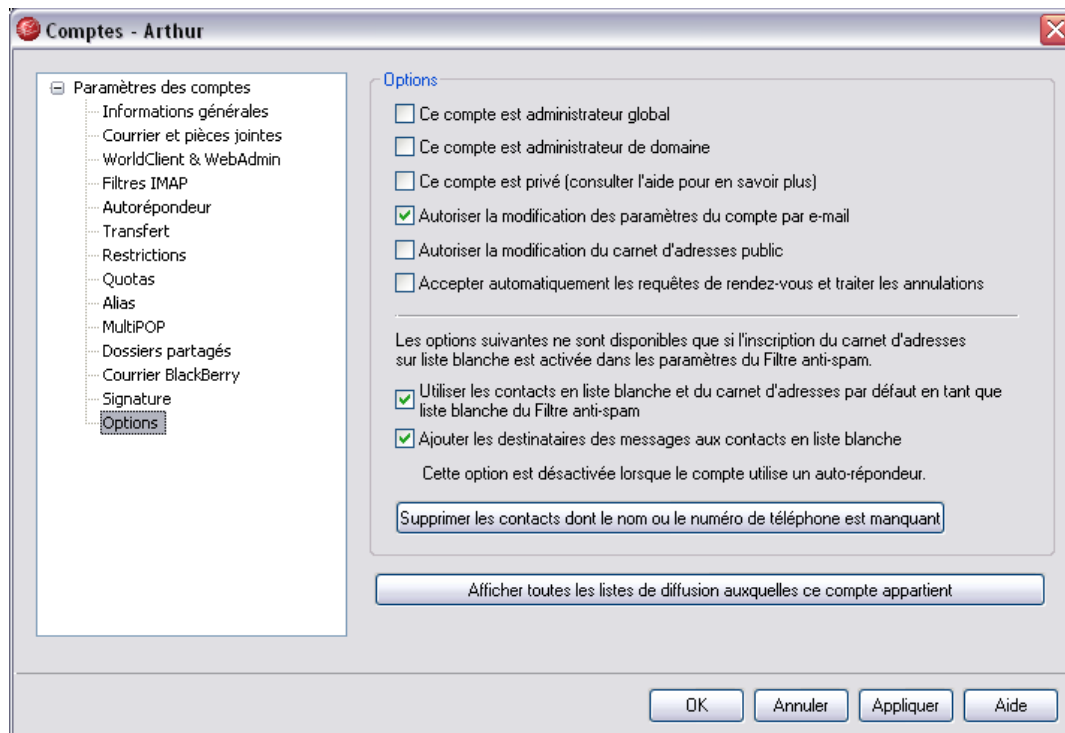 Comptes - Arthur
Paramètres des comptes
Informations générales
Courrier et pièces jointes
WorldClient & WebAdmin
Filtres IMAP
Autorépondeur
Transfert
Restrictions
Quotas
Alias
MultiPOP
Dossiers partagés
Courrier BlackBerry
Signature
Options
Options
Ce compte est administrateur global
Ce compte est administrateur de domaine
Ce compte est privé (consulter l'aide pour en savoir plus)
Autoriser la modification des paramètres du compte par e-mail
Autoriser la modification du carnet d'adresses public
Accepter automatiquement les requêtes de rendez-vous et traiter les annulations
Les options suivantes ne sont disponibles que si l'inscription du carnet d'adresses
sur liste blanche est activée dans les paramètres du Filtre anti-spam.
Utiliser les contacts en liste blanche et du carnet d'adresses par défaut en tant que
liste blanche du Filtre anti-spam
Ajouter les destinataires des messages aux contacts en liste blanche
Cette option est désactivée lorsque le compte utilise un auto-répondeur.
Supprimer les contacts dont le nom ou le numéro de téléphone est manquant
Afficher toutes les listes de diffusion auxquelles ce compte appartient
OK
Annuler
Appliquer
Aide